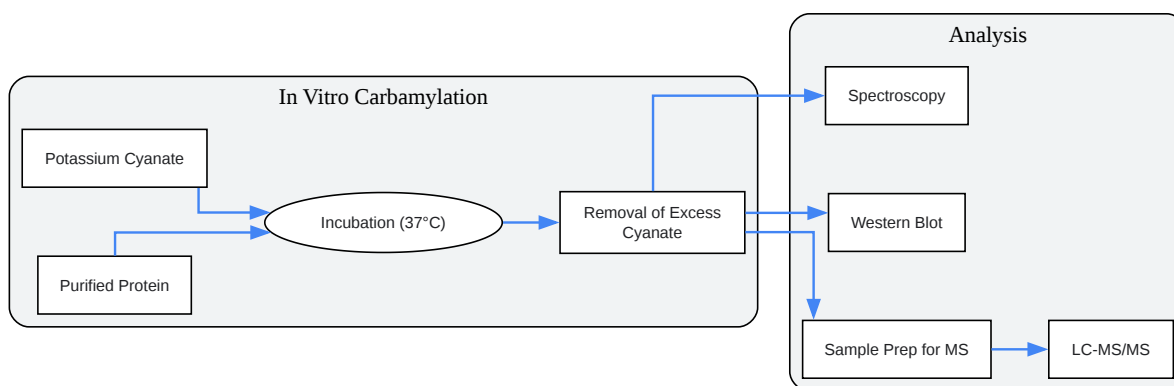 In Vitro Carbamylation
Potassium Cyanate
Purified Protein
Incubation (37°C)
Removal of Excess
Cyanate
Analysis
Spectroscopy
Western Blot
Sample Prep for MS
LC-MS/MS